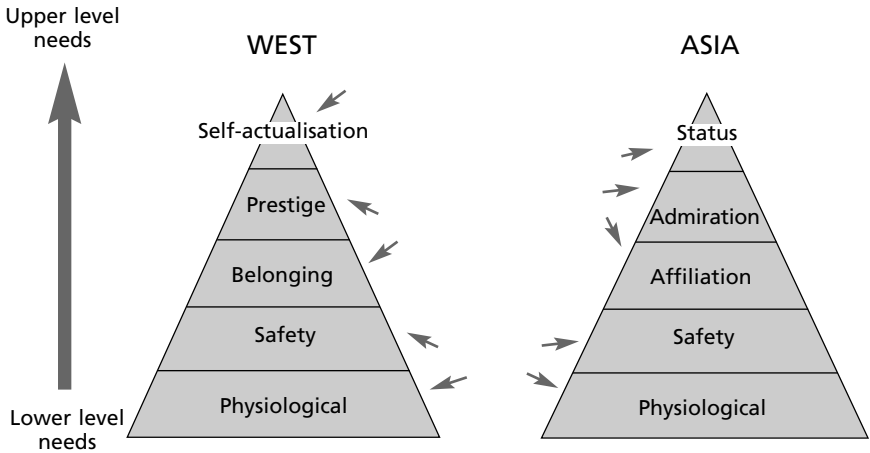 Upper level
needs
WEST
ASIA
Self-actualisation
Prestige
Belonging
Safety
Physiological
Status
Admiration
Affiliation
Safety
Physiological
Lower level
needs